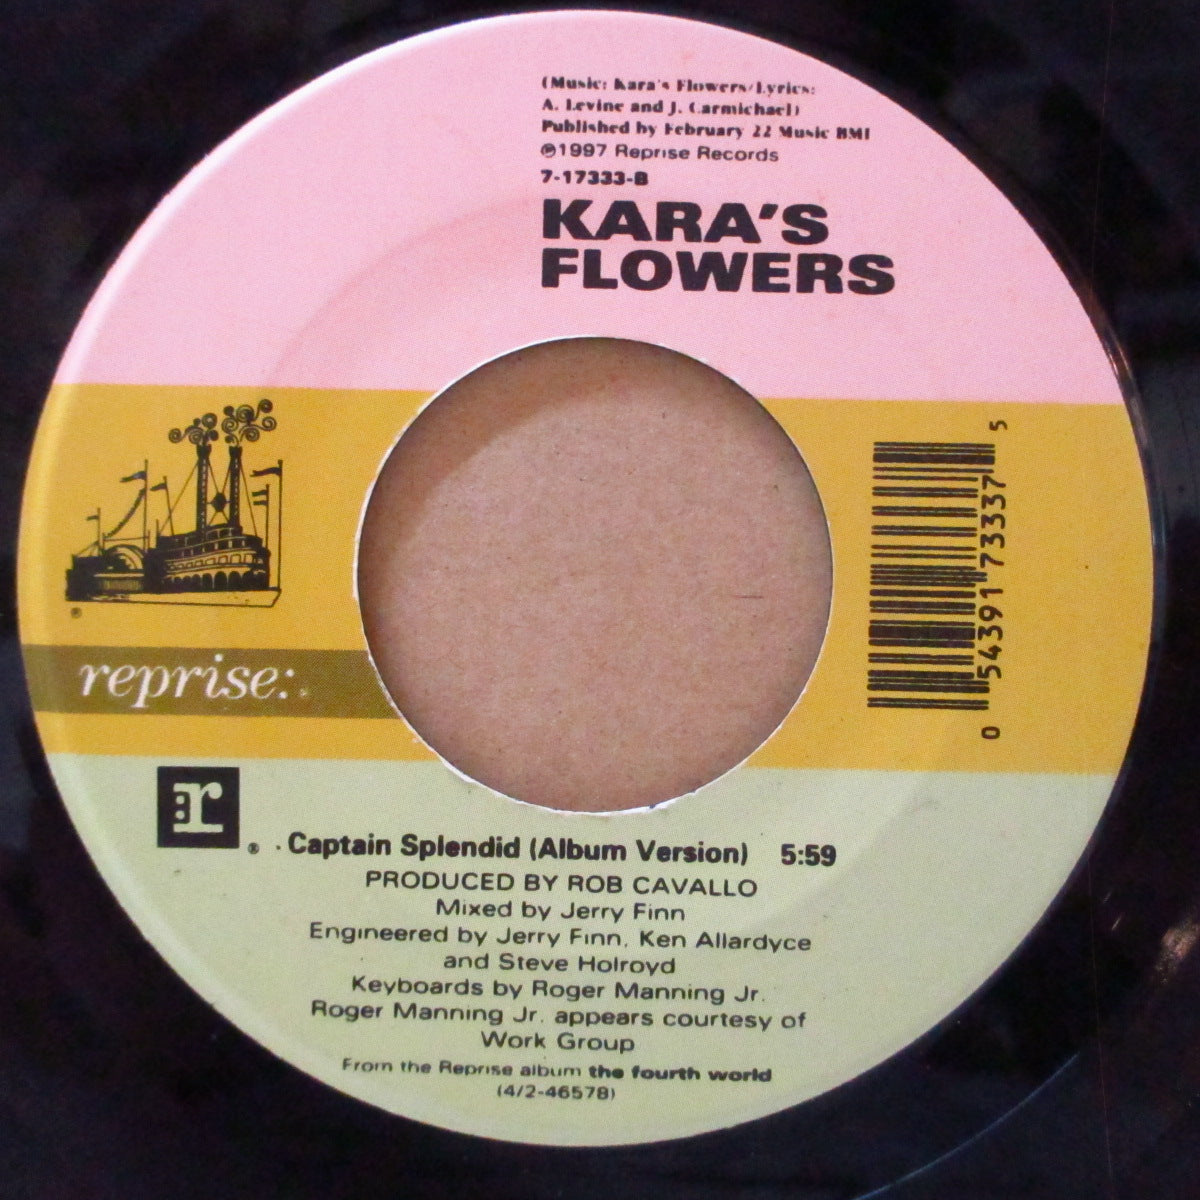 (Music: Kara's Flowers/Lyrics:
A. Levine and J. Carmichael)
Published by February 22 Music BMI
℗1997 Reprise Records
7-17333-B
KARA'S
FLOWERS
0 54391 73337 5
®
reprise:®
r®
Captain Splendid (Album Version) 5:59
PRODUCED BY ROB CAVALLO
Mixed by Jerry Finn
Engineered by Jerry Finn, Ken Allardyce
and Steve Holroyd
Keyboards by Roger Manning Jr.
Roger Manning Jr. appears courtesy of
Work Group
From the Reprise album the fourth world
(4/2-46578)